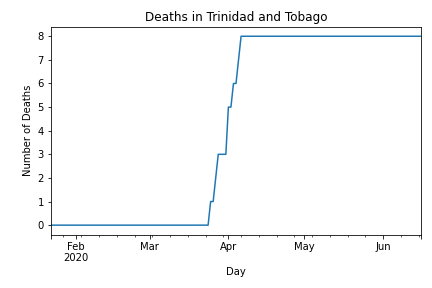 Deaths in Trinidad and Tobago
Number of Deaths
8
7
6
5
4
3
2
1
0
Feb
2020
Mar
Apr
May
Jun
Day